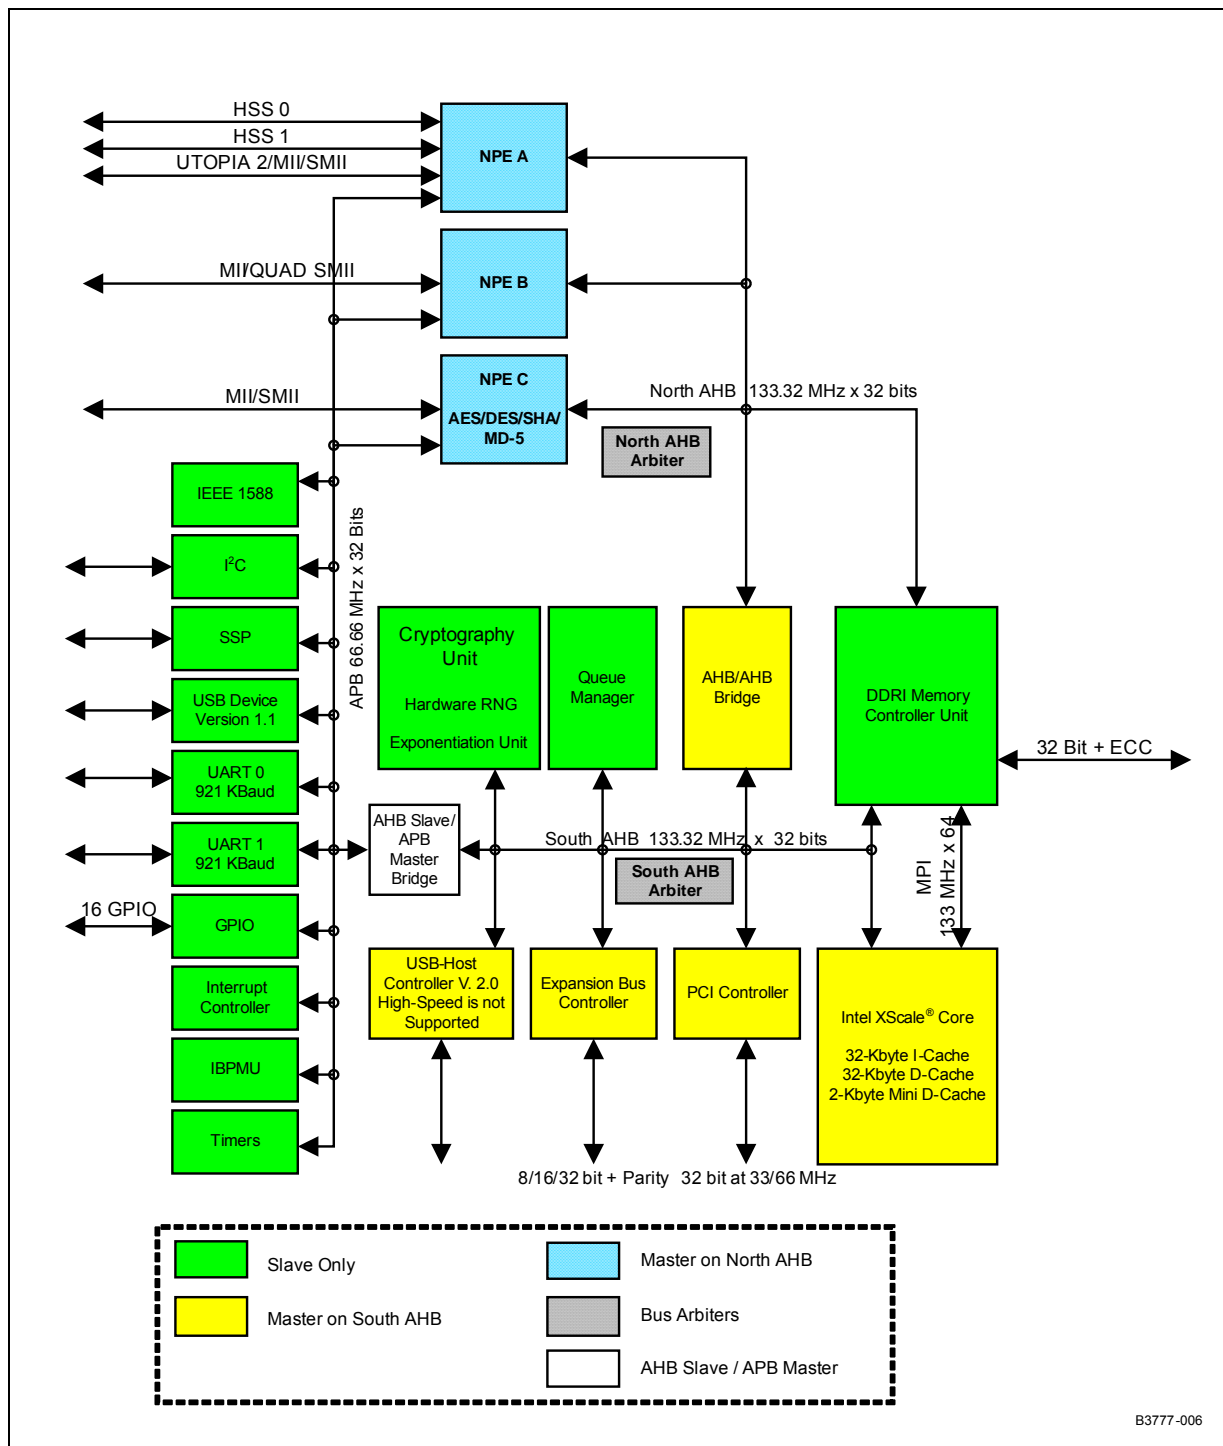 HSS 0
HSS 1
UTOPIA 2/MII/SMII
NPE A
MII/QUAD SMII
NPE B
MII/SMII
NPE C
AES/DES/SHA/
MD-5
North AHB 133.32 MHz x 32 bits
North AHB
Arbiter
IEEE 1588
I²C
SSP
USB Device
Version 1.1
UART 0
921 KBaud
UART 1
921 KBaud
16 GPIO
GPIO
Interrupt
Controller
IBPMU
Timers
APB 66.66 MHz x 32 Bits
Cryptography
Unit
Hardware RNG
Exponentiation Unit
Queue
Manager
AHB/AHB
Bridge
DDRI Memory
Controller Unit
32 Bit + ECC
AHB Slave/
APB
Master
Bridge
South AHB 133.32 MHz x 32 bits
South AHB
Arbiter
MPI
133 MHz x 64
USB-Host
Controller V. 2.0
High-Speed is not
Supported
Expansion Bus
Controller
PCI Controller
Intel XScale® Core
32-Kbyte I-Cache
32-Kbyte D-Cache
2-Kbyte Mini D-Cache
8/16/32 bit + Parity
32 bit at 33/66 MHz
Slave Only
Master on North AHB
Master on South AHB
Bus Arbiters
AHB Slave / APB Master
B3777-006